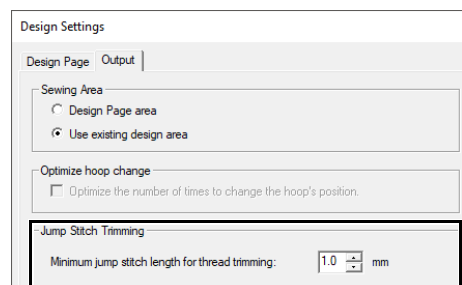 Design Settings
Design Page Output
Sewing Area
Design Page area
Use existing design area
Optimize hoop change
Optimize the number of times to change the hoop's position.
Jump Stitch Trimming
Minimum jump stitch length for thread trimming: 1.0 mm